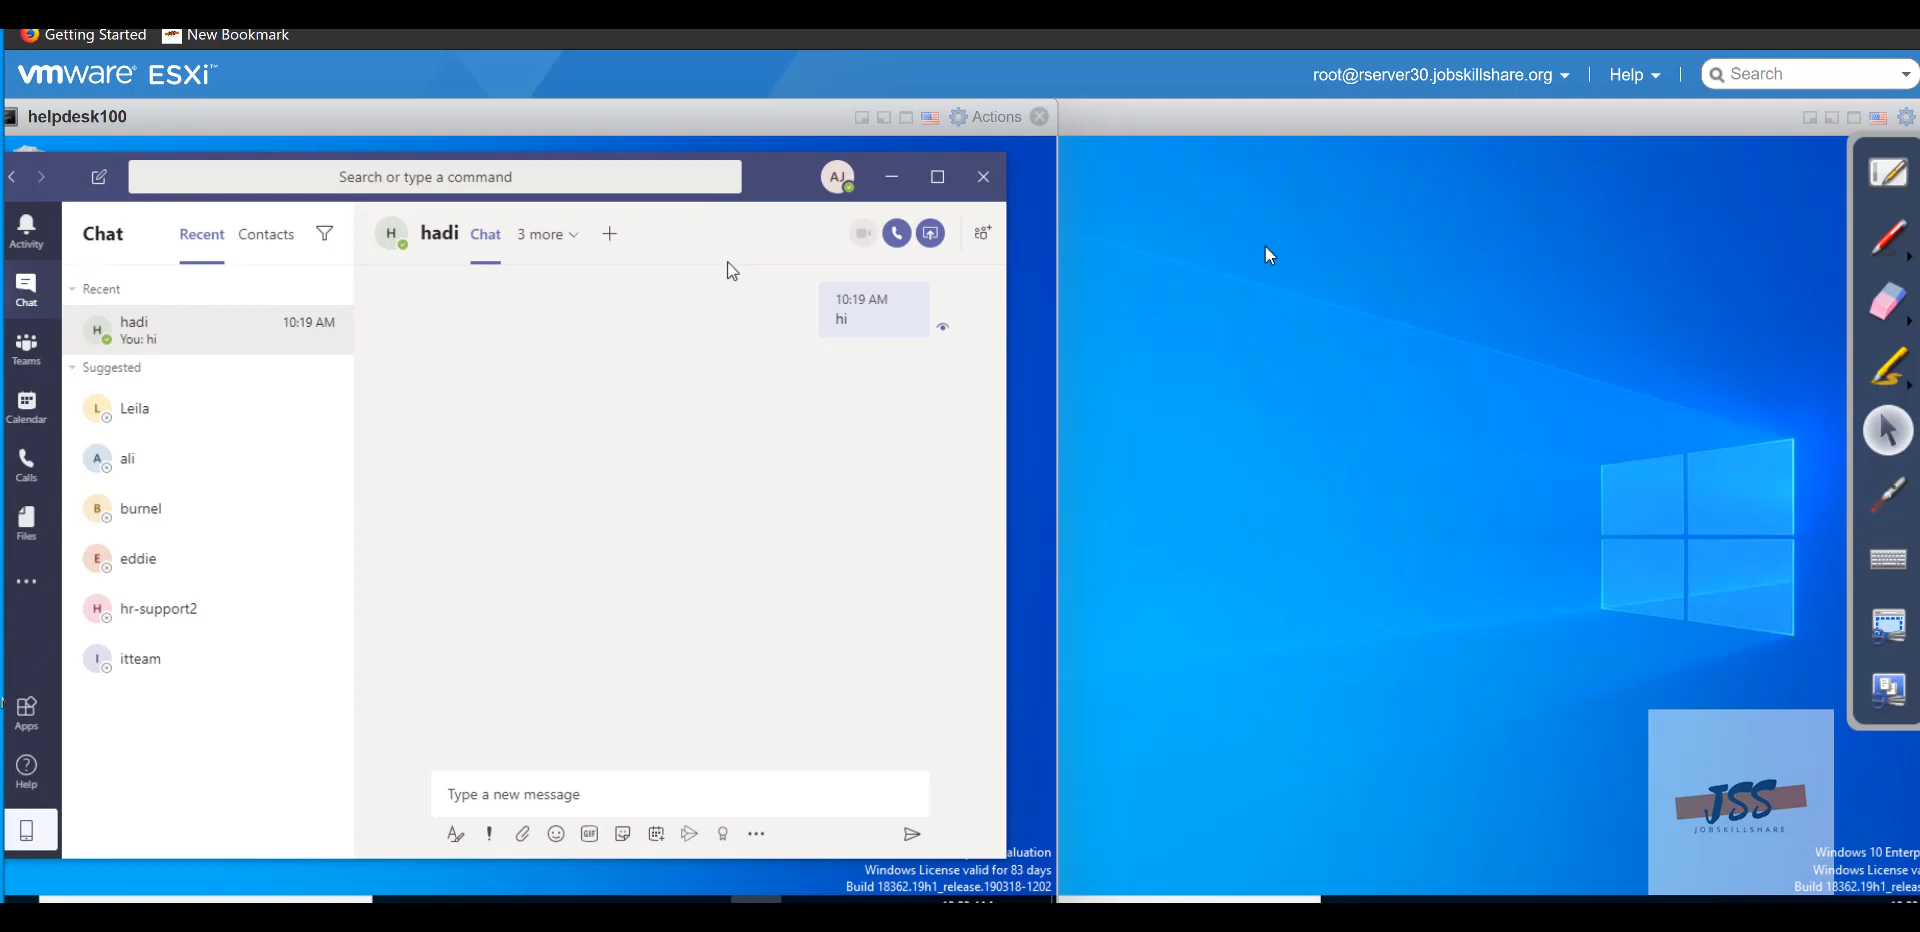 Getting Started New Bookmark
vmware® ESXi™ root@rserver30.jobskillshare.org Help Search
helpdesk100 Actions
Search or type a command AJ
Activity
Chat
Teams
Calendar
Calls
Files
Apps
Help
Chat Recent Contacts
Recent
H hadi 10:19 AM
You: hi
Suggested
L Leila
A ali
B burnel
E eddie
H hr-support2
I itteam
H hadi Chat 3 more
10:19 AM
hi
Type a new message
GIF
Windows License valid for 83 days
Build 18362.19h1_release.190318-1202
JSS
JOBSKILLSHARE
Windows 10 Enterp
Windows License va
Build 18362.19h1_releas